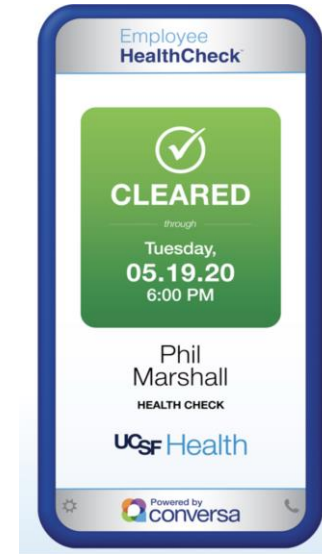 Employee
HealthCheck™
CLEARED
through
Tuesday,
05.19.20
6:00 PM
Phil
Marshall
HEALTH CHECK
UCSF Health
Powered by
conversa